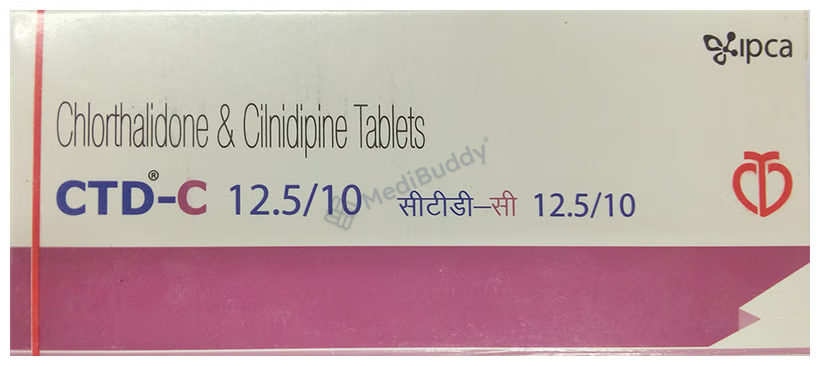 ipca
Chlorthalidone & Cilnidipine Tablets
CTD®-C 12.5/10 सीटीडी–सी 12.5/10
MediBuddy